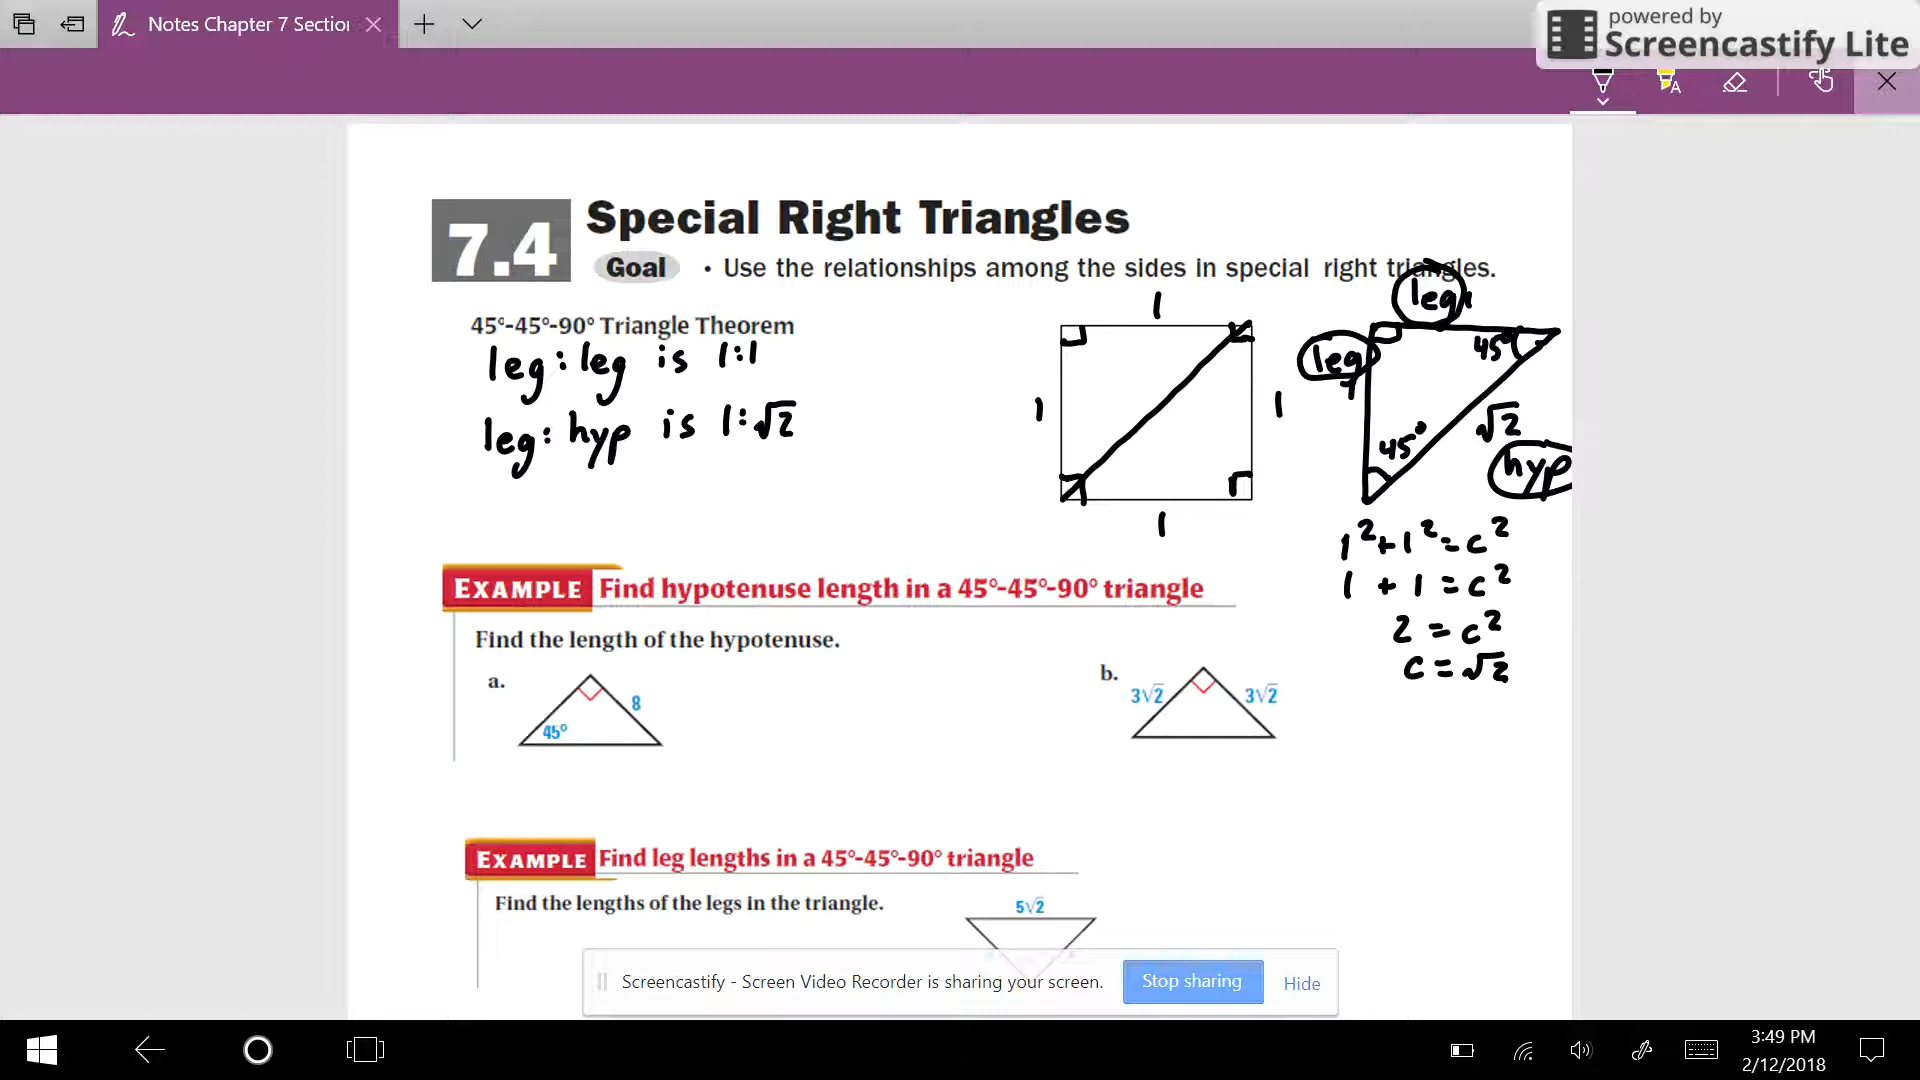 Notes Chapter 7 Section
powered by
Screencastify Lite
7.4
Special Right Triangles
Goal • Use the relationships among the sides in special right triangles.
45°-45°-90° Triangle Theorem
leg:leg is 1:1
leg:hyp is 1:√2
1
1
1
1
leg 1
leg
1
45°
45°
√2
hyp
1²+1²=c²
1 + 1 = c²
2 = c²
c = √2
EXAMPLE Find hypotenuse length in a 45°-45°-90° triangle
Find the length of the hypotenuse.
a.
8
45°
b.
3√2
3√2
EXAMPLE Find leg lengths in a 45°-45°-90° triangle
Find the lengths of the legs in the triangle.
5√2
Screencastify - Screen Video Recorder is sharing your screen.
Stop sharing
Hide
3:49 PM
2/12/2018